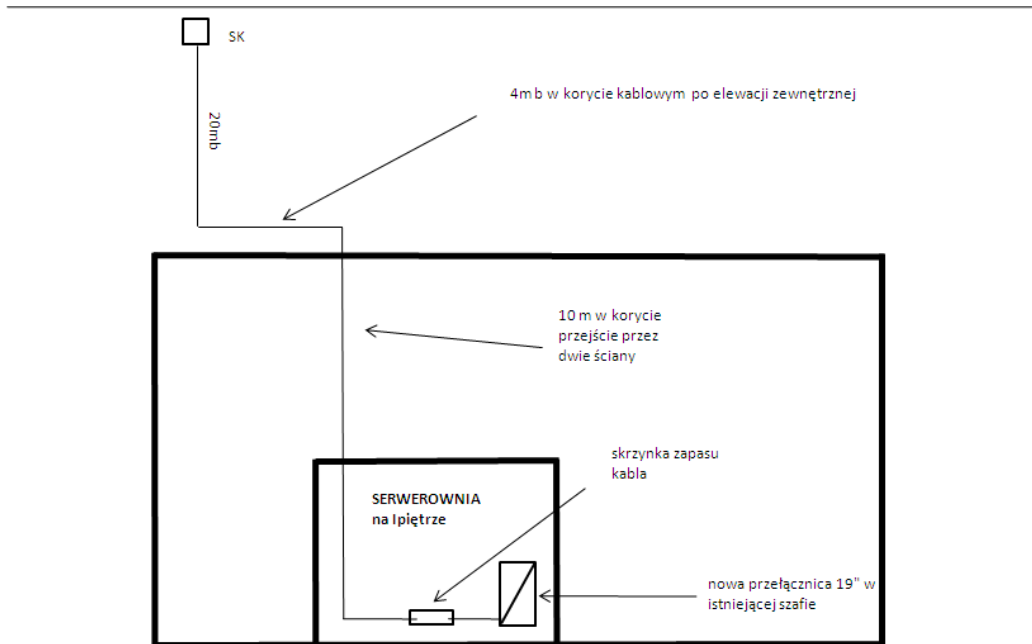 SK
4mb w korycie kablowym po elewacji zewnętrznej
20mb
10 m w korycie
przejście przez
dwie ściany
skrzynka zapasu
kabla
SERWEROWNIA
na Ipiętrze
nowa przełącznica 19" w
istniejącej szafie